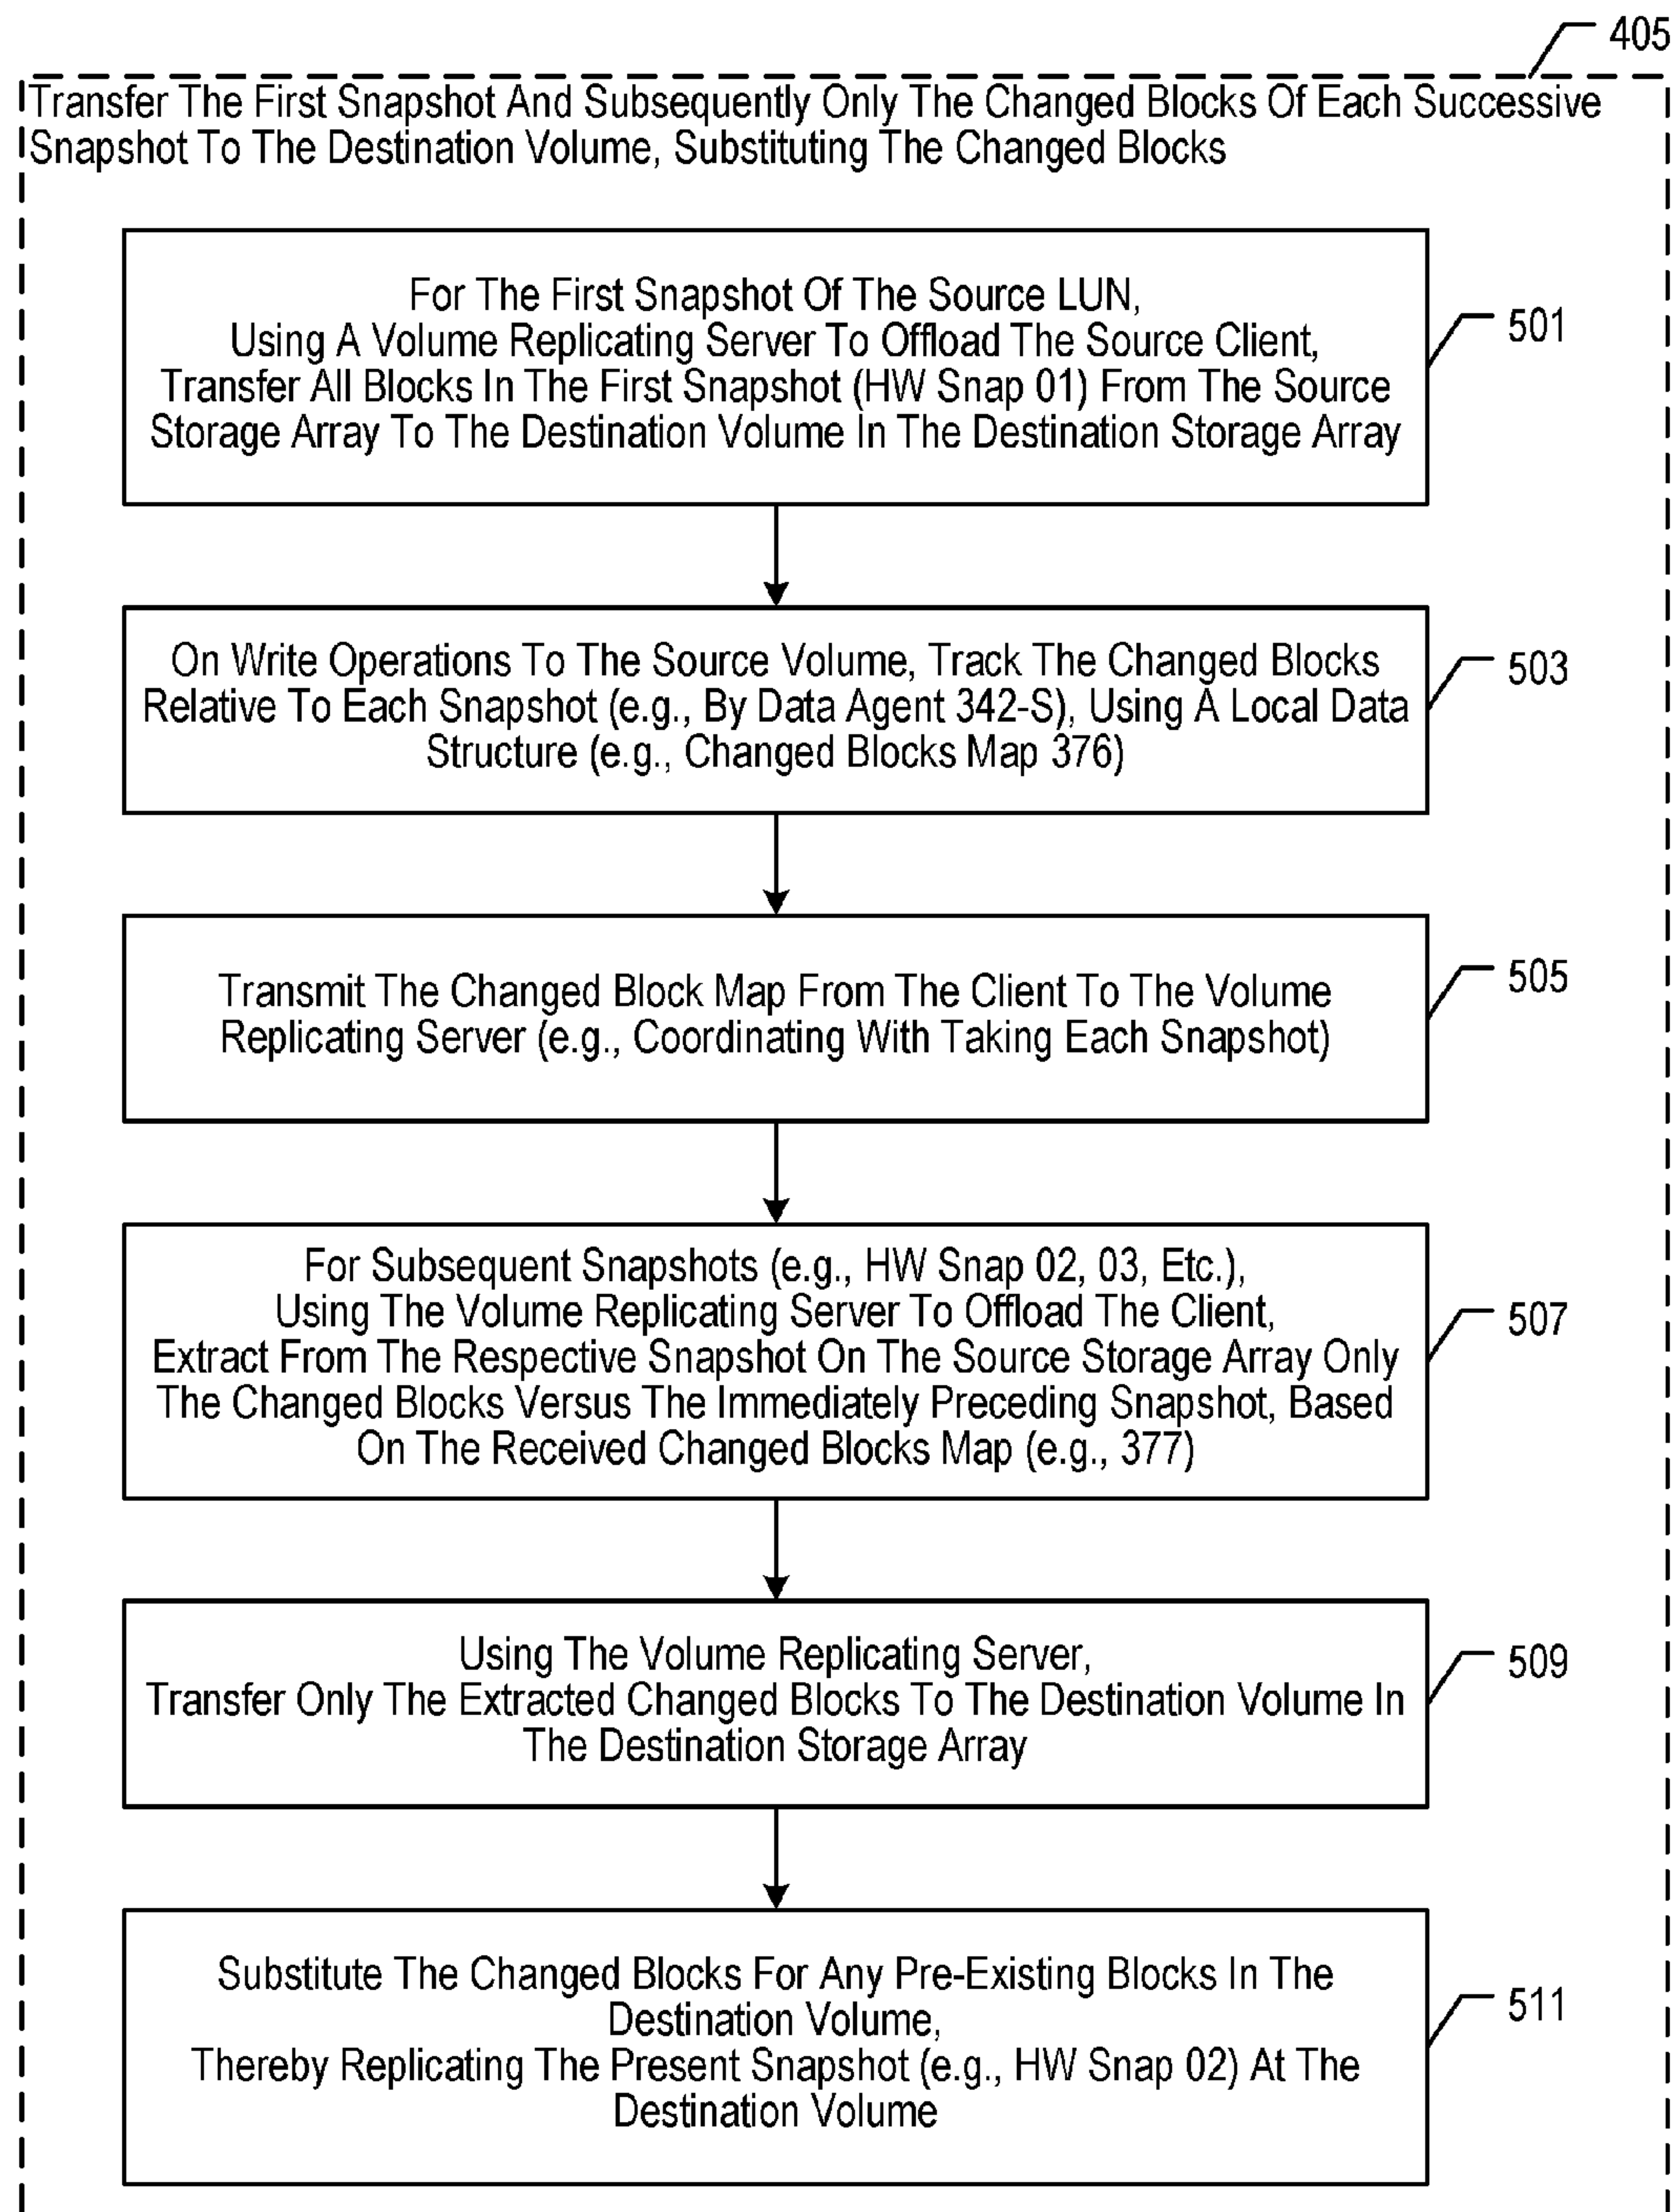 405
Transfer The First Snapshot And Subsequently Only The Changed Blocks Of Each Successive
Snapshot To The Destination Volume, Substituting The Changed Blocks
For The First Snapshot Of The Source LUN,
Using A Volume Replicating Server To Offload The Source Client,
Transfer All Blocks In The First Snapshot (HW Snap 01) From The Source
Storage Array To The Destination Volume In The Destination Storage Array
501
On Write Operations To The Source Volume, Track The Changed Blocks
Relative To Each Snapshot (e.g., By Data Agent 342-S), Using A Local Data
Structure (e.g., Changed Blocks Map 376)
503
Transmit The Changed Block Map From The Client To The Volume
Replicating Server (e.g., Coordinating With Taking Each Snapshot)
505
For Subsequent Snapshots (e.g., HW Snap 02, 03, Etc.),
Using The Volume Replicating Server To Offload The Client,
Extract From The Respective Snapshot On The Source Storage Array Only
The Changed Blocks Versus The Immediately Preceding Snapshot, Based
On The Received Changed Blocks Map (e.g., 377)
507
Using The Volume Replicating Server,
Transfer Only The Extracted Changed Blocks To The Destination Volume In
The Destination Storage Array
509
Substitute The Changed Blocks For Any Pre-Existing Blocks In The
Destination Volume,
Thereby Replicating The Present Snapshot (e.g., HW Snap 02) At The
Destination Volume
511